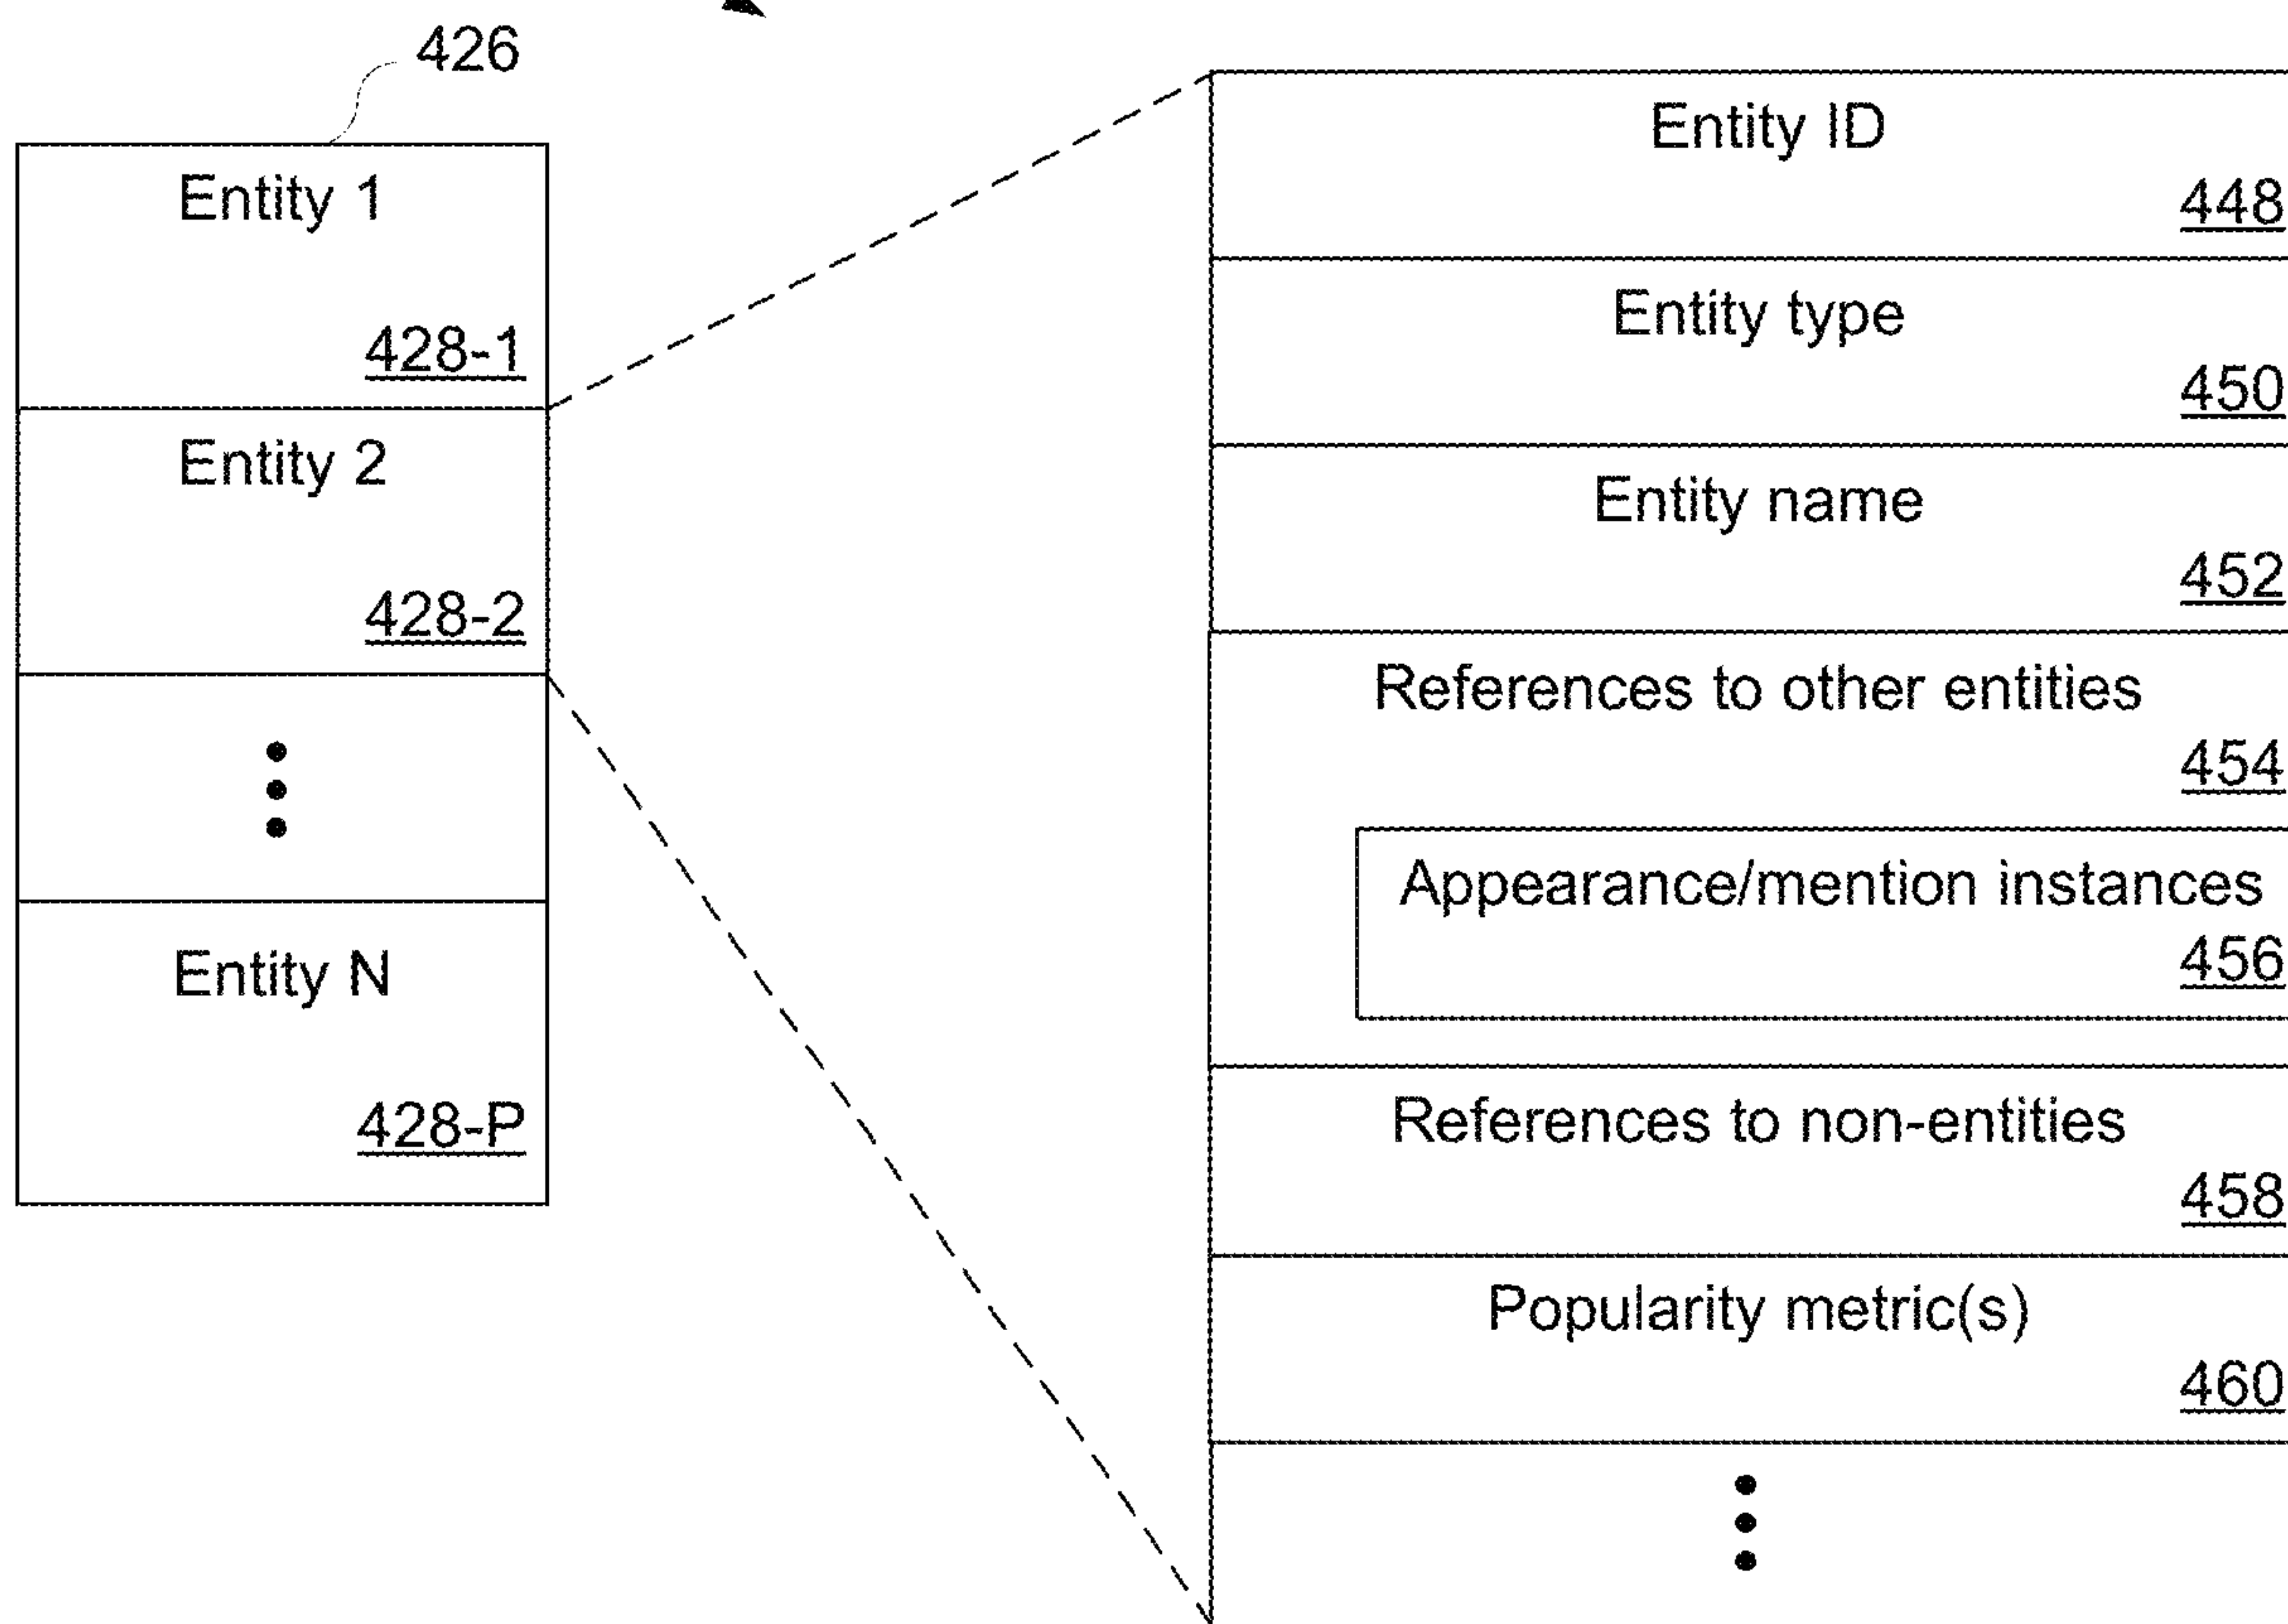 426
Entity 1
428-1
Entity 2
428-2
Entity N
428-P
Entity ID
448
Entity type
450
Entity name
452
References to other entities
454
Appearance/mention instances
456
References to non-entities
458
Popularity metric(s)
460